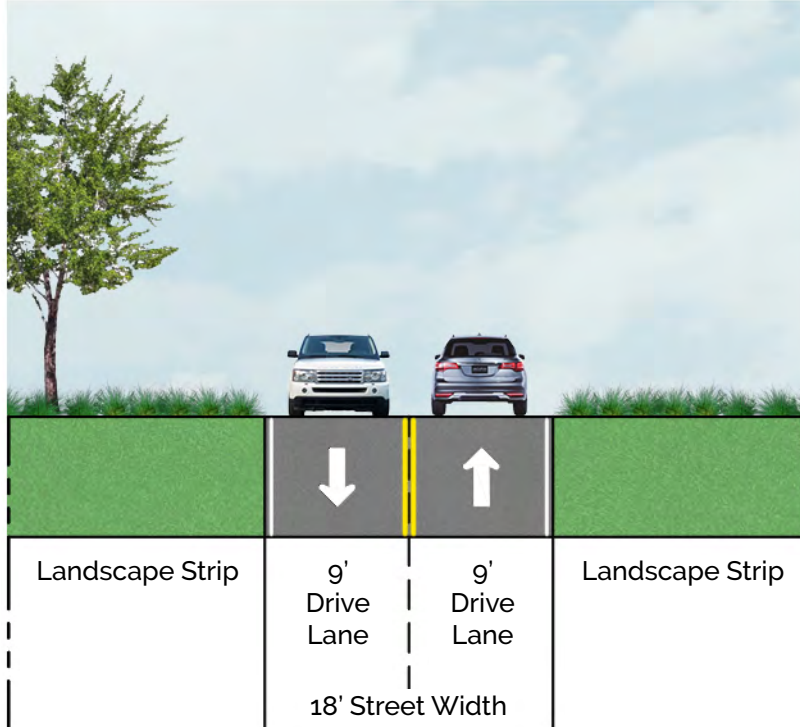 Landscape Strip
9’
Drive
Lane
9’
Drive
Lane
Landscape Strip
18’ Street Width